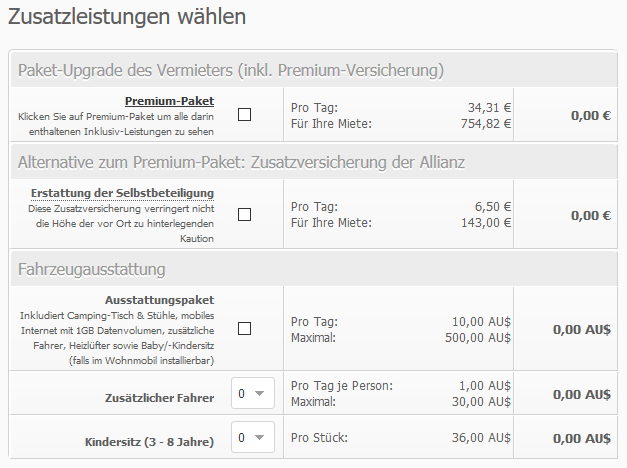 Zusatzleistungen wählen
Paket-Upgrade des Vermieters (inkl. Premium-Versicherung)
Premium-Paket
Klicken Sie auf Premium-Paket um alle darin
enthaltenen Inklusiv-Leistungen zu sehen
Pro Tag: 34,31 €
Für Ihre Miete: 754,82 €
0,00 €
Alternative zum Premium-Paket: Zusatzversicherung der Allianz
Erstattung der Selbstbeteiligung
Diese Zusatzversicherung verringert nicht
die Höhe der vor Ort zu hinterlegenden
Kaution
Pro Tag: 6,50 €
Für Ihre Miete: 143,00 €
0,00 €
Fahrzeugausstattung
Ausstattungspaket
Inkludiert Camping-Tisch & Stühle, mobiles
Internet mit 1GB Datenvolumen, zusätzliche
Fahrer, Heizlüfter sowie Baby/-Kindersitz
(falls im Wohnmobil installierbar)
Pro Tag: 10,00 AU$
Maximal: 500,00 AU$
0,00 AU$
Zusätzlicher Fahrer
0
Pro Tag je Person: 1,00 AU$
Maximal: 30,00 AU$
0,00 AU$
Kindersitz (3 - 8 Jahre)
0
Pro Stück: 36,00 AU$
0,00 AU$